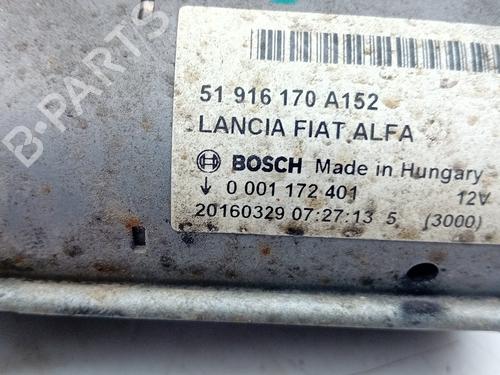 51 916 170 A152
LANCIA FIAT ALFA
BOSCH Made in Hungary
0 001 172 401 12V
20160329 07:27:13 5 (3000)
B-PARTS